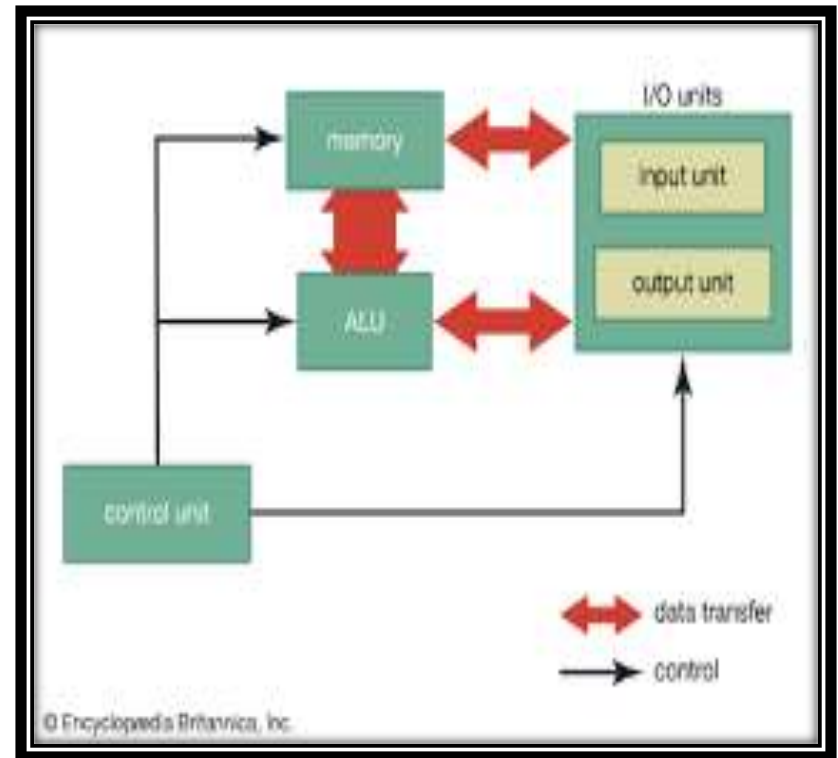 I/O units
memory
input unit
output unit
ALU
control unit
data transfer
control
© Encyclopædia Britannica, Inc.